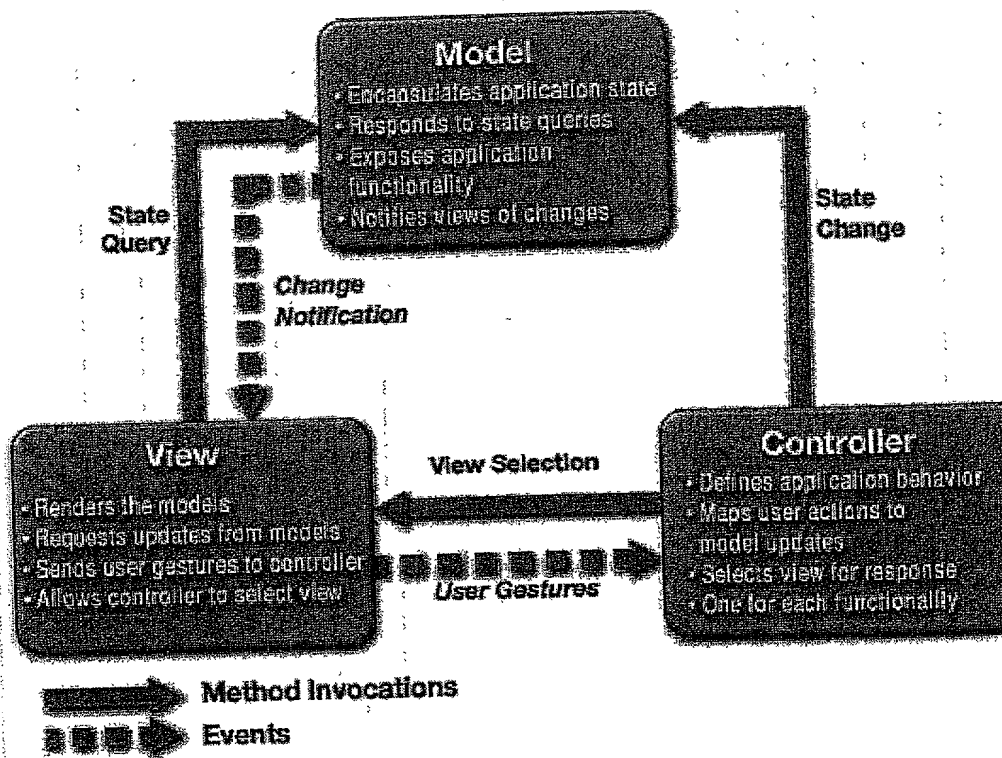 Model
• Encapsulates application state
• Responds to state queries
• Exposes application
functionality
• Notifies views of changes
State
Query
State
Change
Change
Notification
View
• Renders the models
• Requests updates from models
• Sends user gestures to controller
• Allows controller to select view
View Selection
User Gestures
Controller
• Defines application behavior
• Maps user actions to
model updates
• Selects view for response
• One for each functionality
Method Invocations
Events